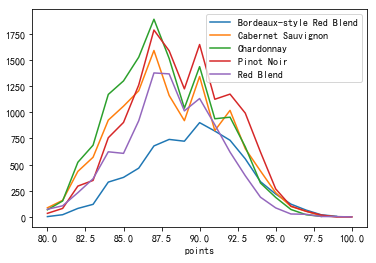 Bordeaux-style Red Blend
Cabernet Sauvignon
Chardonnay
Pinot Noir
Red Blend
1750
1500
1250
1000
750
500
250
0
80.0 82.5 85.0 87.5 90.0 92.5 95.0 97.5 100.0
points